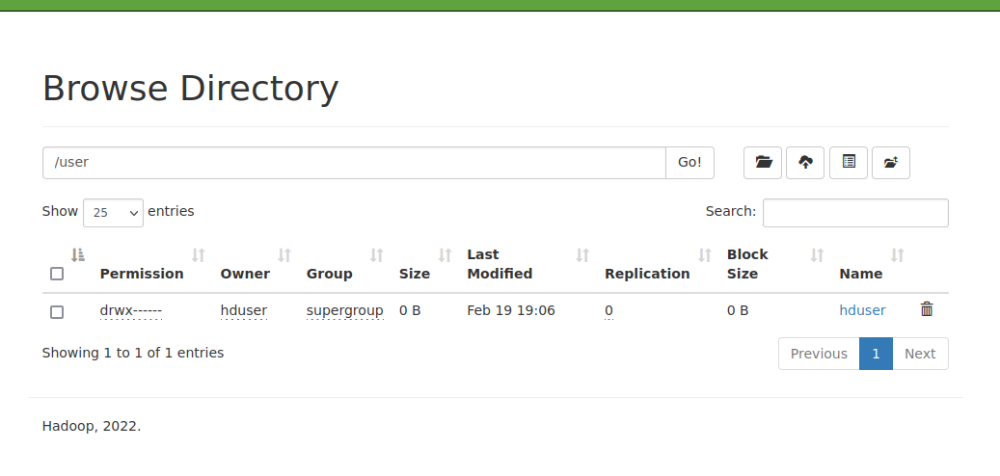 Browse Directory
/user Go!
Show 25 entries Search:
Permission Owner Group Size Last Modified Replication Block Size Name
drwx------ hduser supergroup 0 B Feb 19 19:06 0 0 B hduser
Showing 1 to 1 of 1 entries Previous 1 Next
Hadoop, 2022.